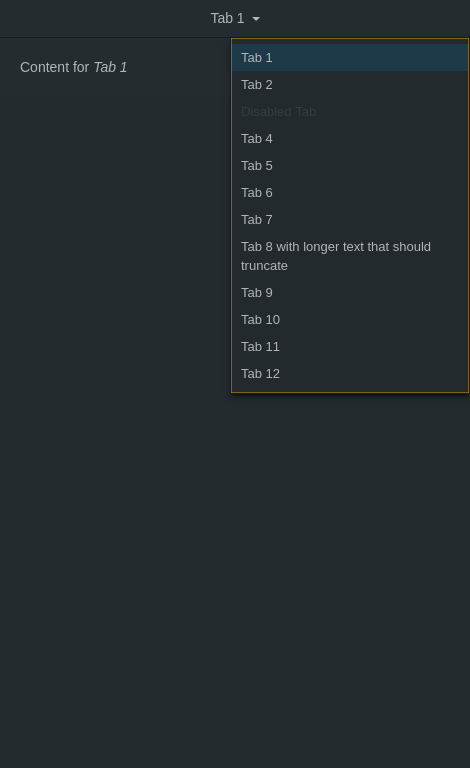 Tab 1
Content for Tab 1
Tab 1
Tab 2
Disabled Tab
Tab 4
Tab 5
Tab 6
Tab 7
Tab 8 with longer text that should
truncate
Tab 9
Tab 10
Tab 11
Tab 12